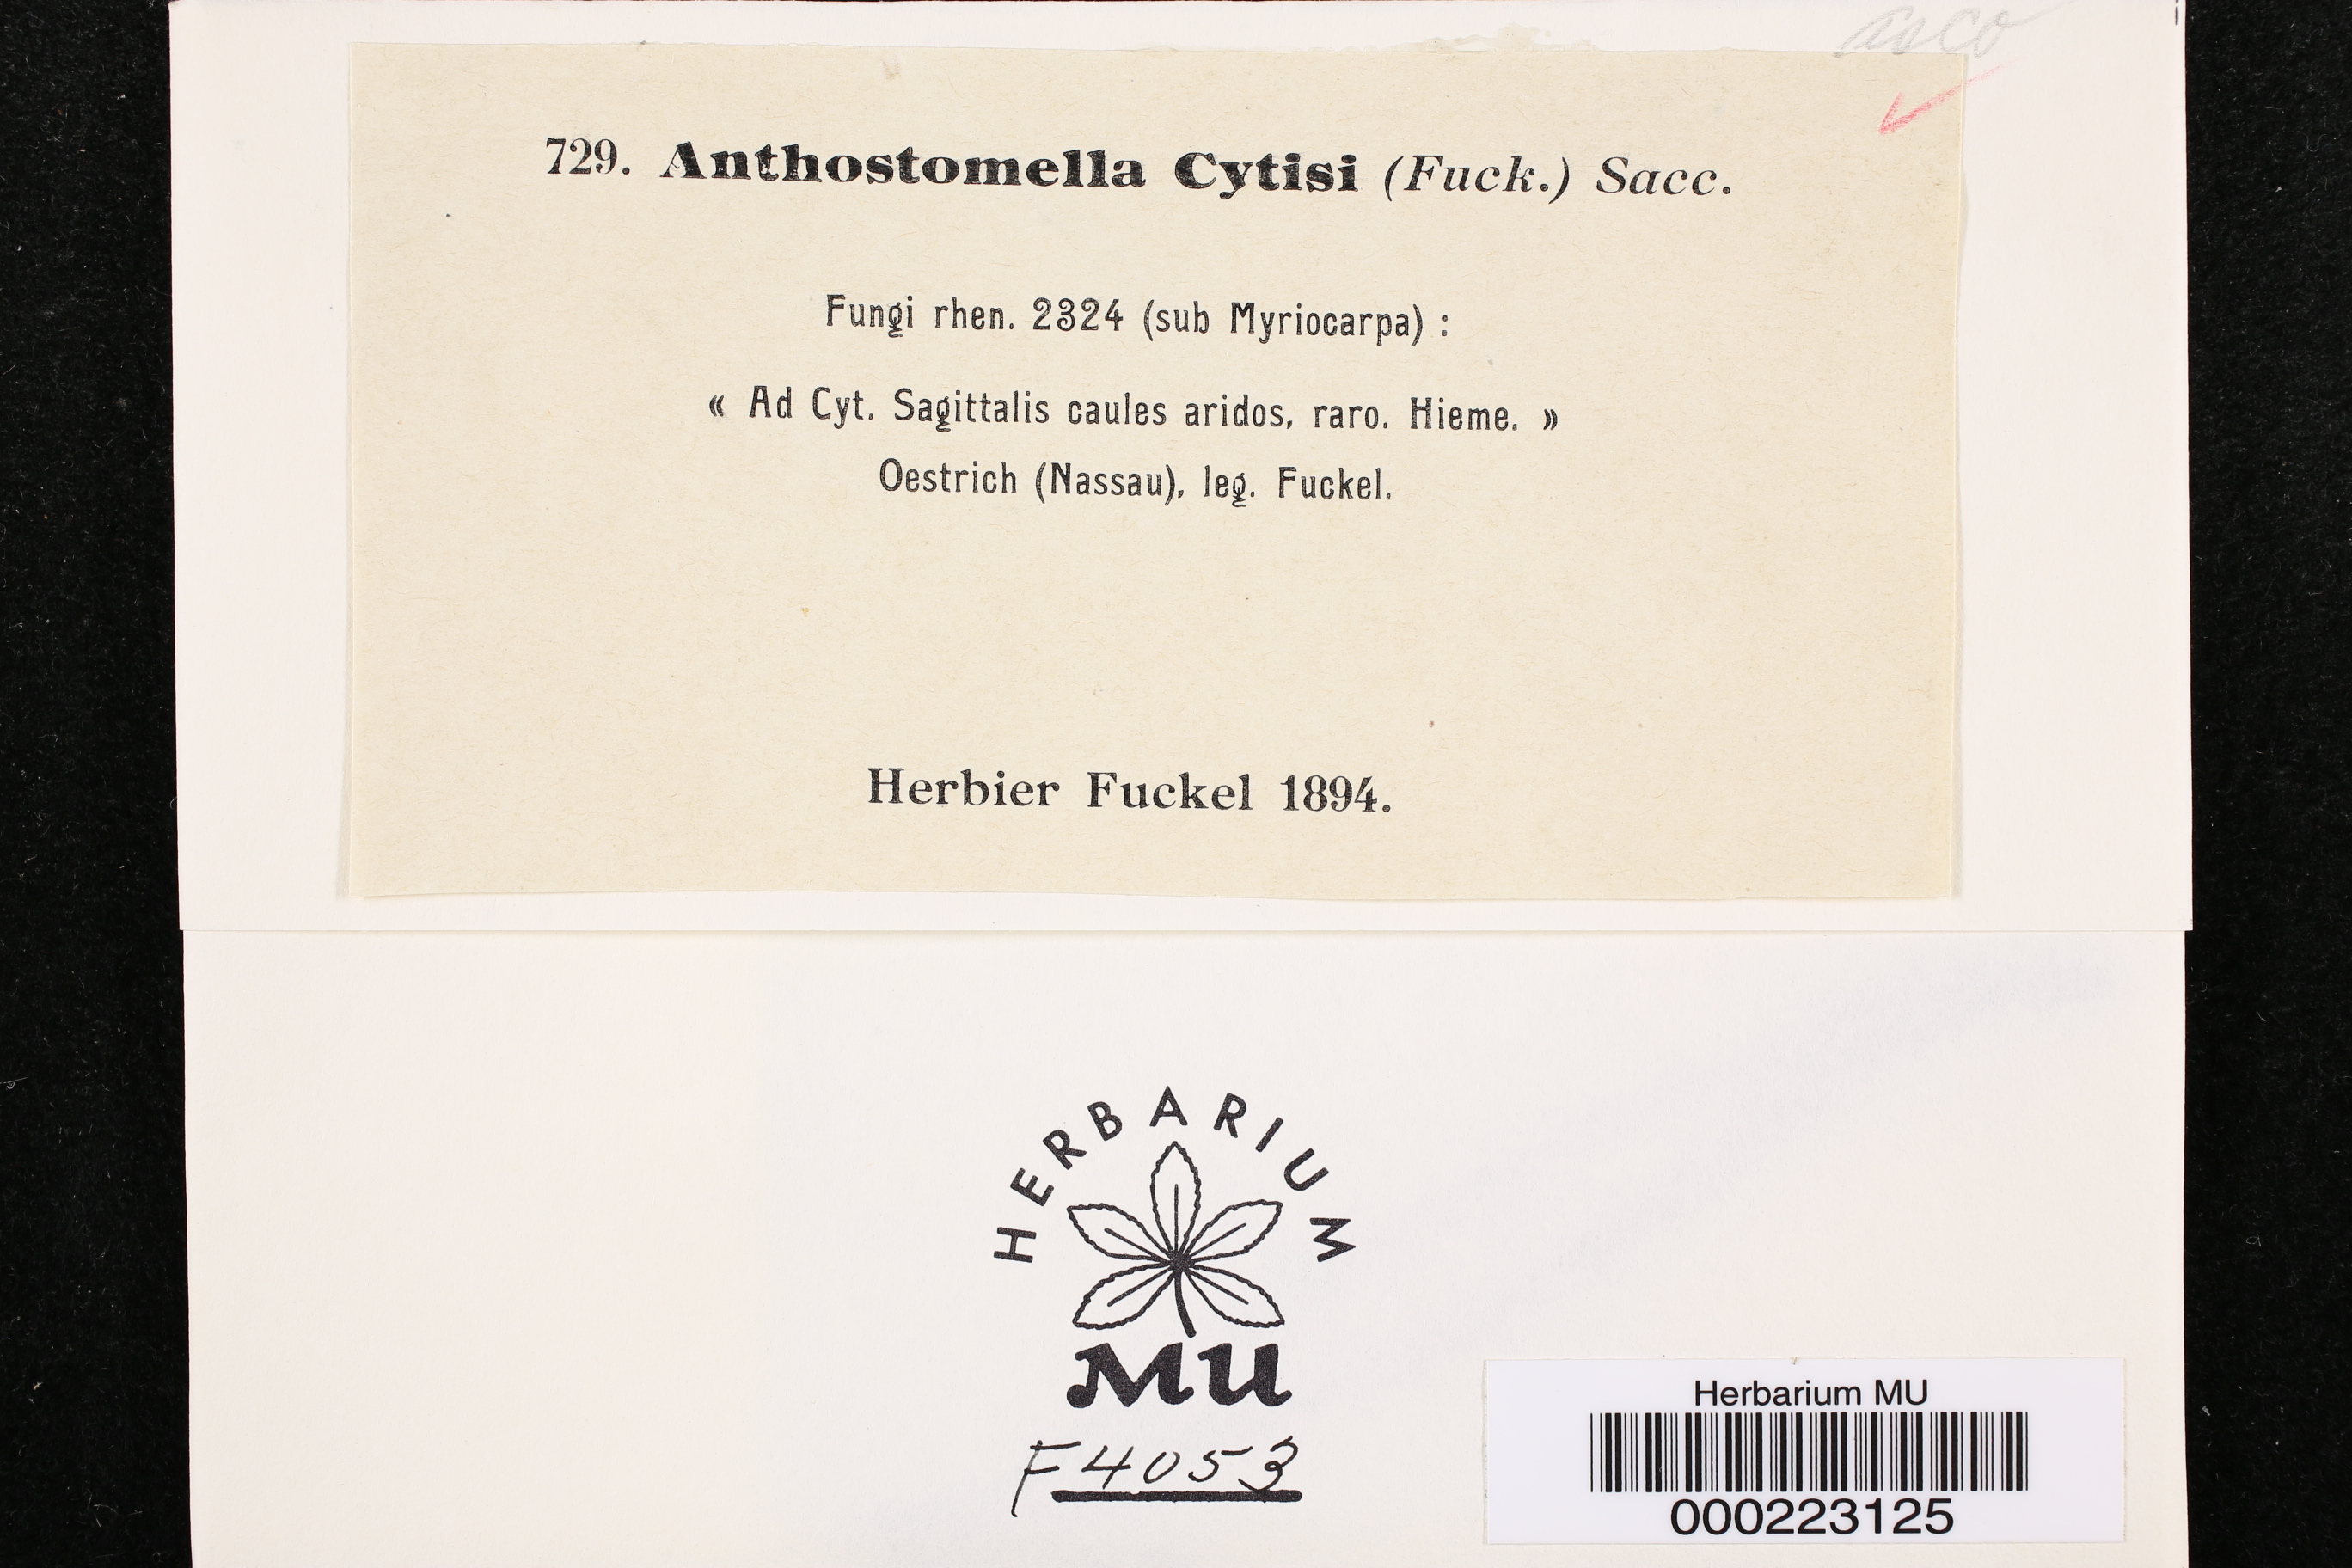 asco
729. Anthostomella Cytisi (Fuck.) Sacc.
Fungi rhen. 2324 (sub Myriocarpa) :
« Ad Cyt. Sagittalis caules aridos, raro. Hieme. »
Oestrich (Nassau), leg. Fuckel.
Herbier Fuckel 1894.
HERBARIUM
MU
F4053
Herbarium MU
000223125